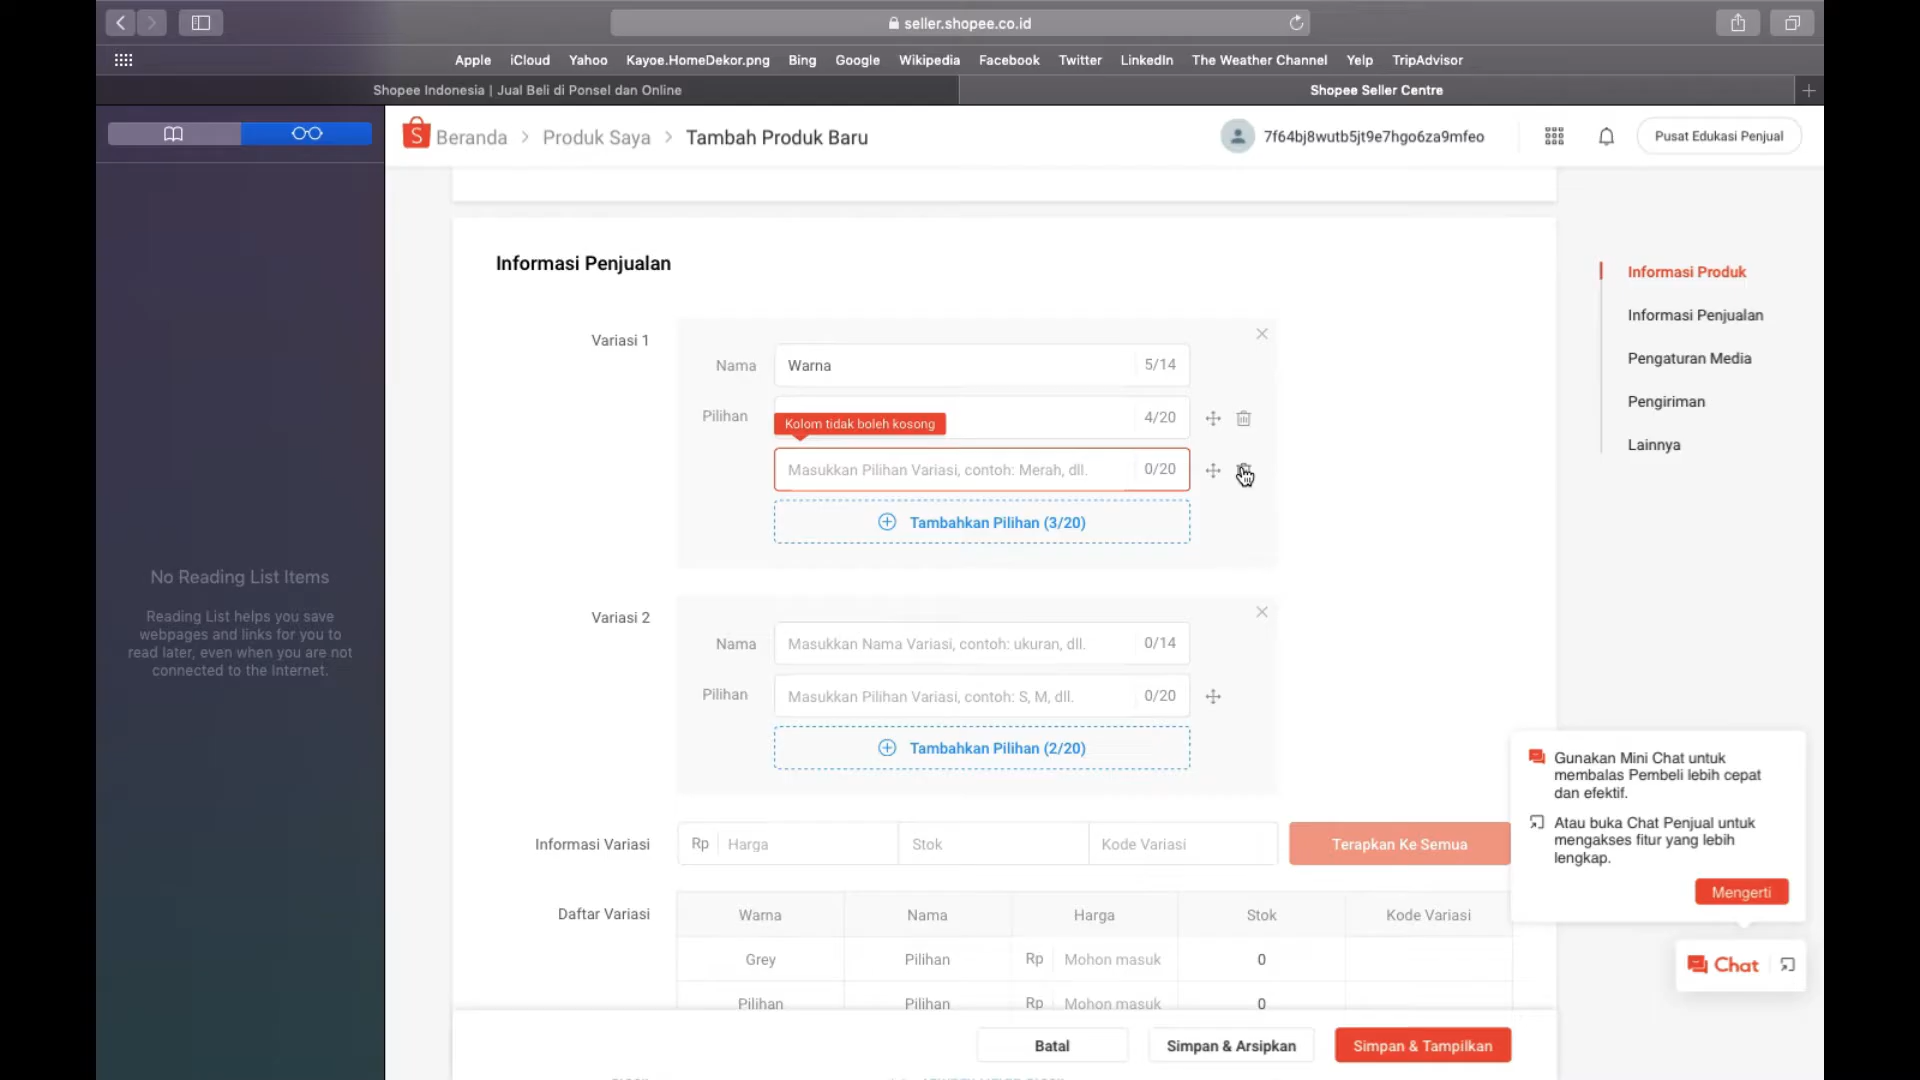 seller.shopee.co.id
Apple iCloud Yahoo Kayoe.HomeDekor.png Bing Google Wikipedia Facebook Twitter LinkedIn The Weather Channel Yelp TripAdvisor
Shopee Indonesia | Jual Beli di Ponsel dan Online
Shopee Seller Centre
Beranda > Produk Saya > Tambah Produk Baru
7f64bj8wutb5jt9e7hgo6za9mfeo
Pusat Edukasi Penjual
No Reading List Items
Reading List helps you save
webpages and links for you to
read later, even when you are not
connected to the Internet.
Informasi Penjualan
Variasi 1
Nama Warna 5/14
Pilihan 4/20
Kolom tidak boleh kosong
Masukkan Pilihan Variasi, contoh: Merah, dll. 0/20
Tambahkan Pilihan (3/20)
Variasi 2
Nama Masukkan Nama Variasi, contoh: ukuran, dll. 0/14
Pilihan Masukkan Pilihan Variasi, contoh: S, M, dll. 0/20
Tambahkan Pilihan (2/20)
Informasi Variasi Rp Harga Stok Kode Variasi Terapkan Ke Semua
Daftar Variasi Warna Nama Harga Stok Kode Variasi
Grey Pilihan Rp Mohon masuk 0
Pilihan Pilihan Rp Mohon masuk 0
Batal Simpan & Arsipkan Simpan & Tampilkan
Informasi Produk
Informasi Penjualan
Pengaturan Media
Pengiriman
Lainnya
Gunakan Mini Chat untuk
membalas Pembeli lebih cepat
dan efektif.
Atau buka Chat Penjual untuk
mengakses fitur yang lebih
lengkap.
Mengerti
Chat